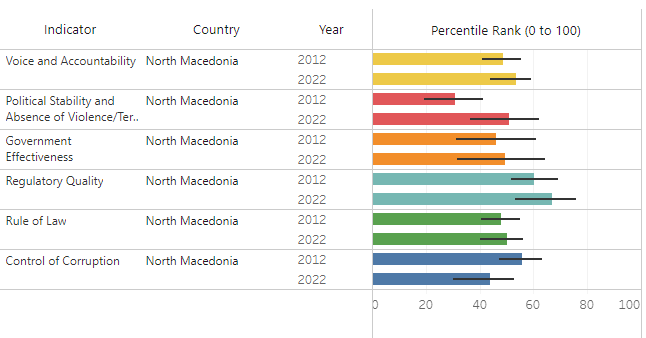 Indicator Country Year Percentile Rank (0 to 100)
Voice and Accountability North Macedonia 2012
2022
Political Stability and North Macedonia 2012
Absence of Violence/Ter.. 2022
Government North Macedonia 2012
Effectiveness 2022
Regulatory Quality North Macedonia 2012
2022
Rule of Law North Macedonia 2012
2022
Control of Corruption North Macedonia 2012
2022
0 20 40 60 80 100